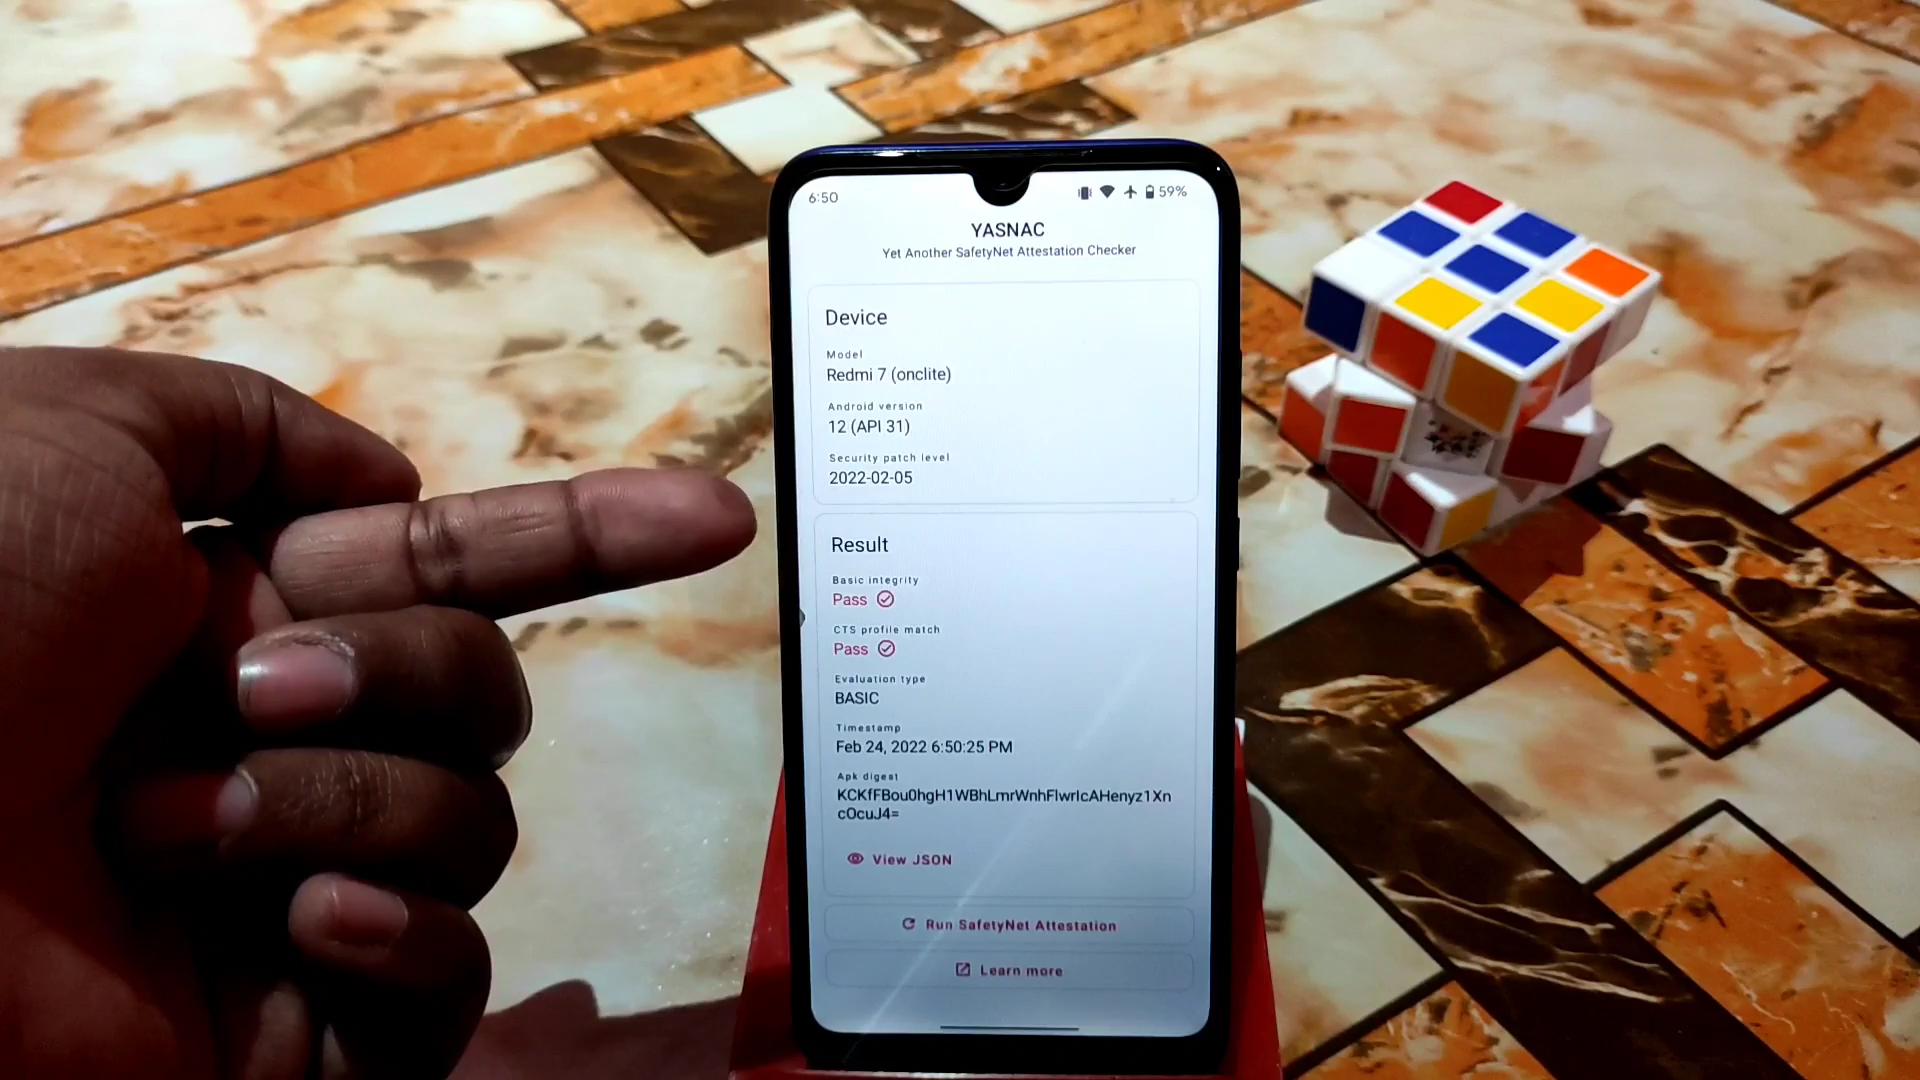 6:50
59%
YASNAC
Yet Another SafetyNet Attestation Checker
Device
Model
Redmi 7 (onclite)
Android version
12 (API 31)
Security patch level
2022-02-05
Result
Basic integrity
Pass
CTS profile match
Pass
Evaluation type
BASIC
Timestamp
Feb 24, 2022 6:50:25 PM
Apk digest
KCKfFBou0hgH1WBhLmrWnhFlwrIcAHenyz1Xn
cOcuJ4=
View JSON
Run SafetyNet Attestation
Learn more